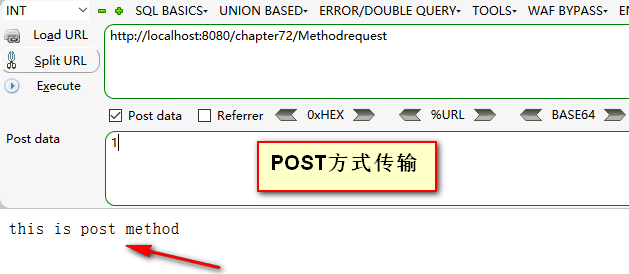 INT SQL BASICS UNION BASED ERROR/DOUBLE QUERY TOOLS WAF BYPASS
Load URL http://localhost:8080/chapter72/Methodrequest
Split URL
Execute
Post data Referrer 0xHEX %URL BASE64
Post data 1
POST方式传输
this is post method